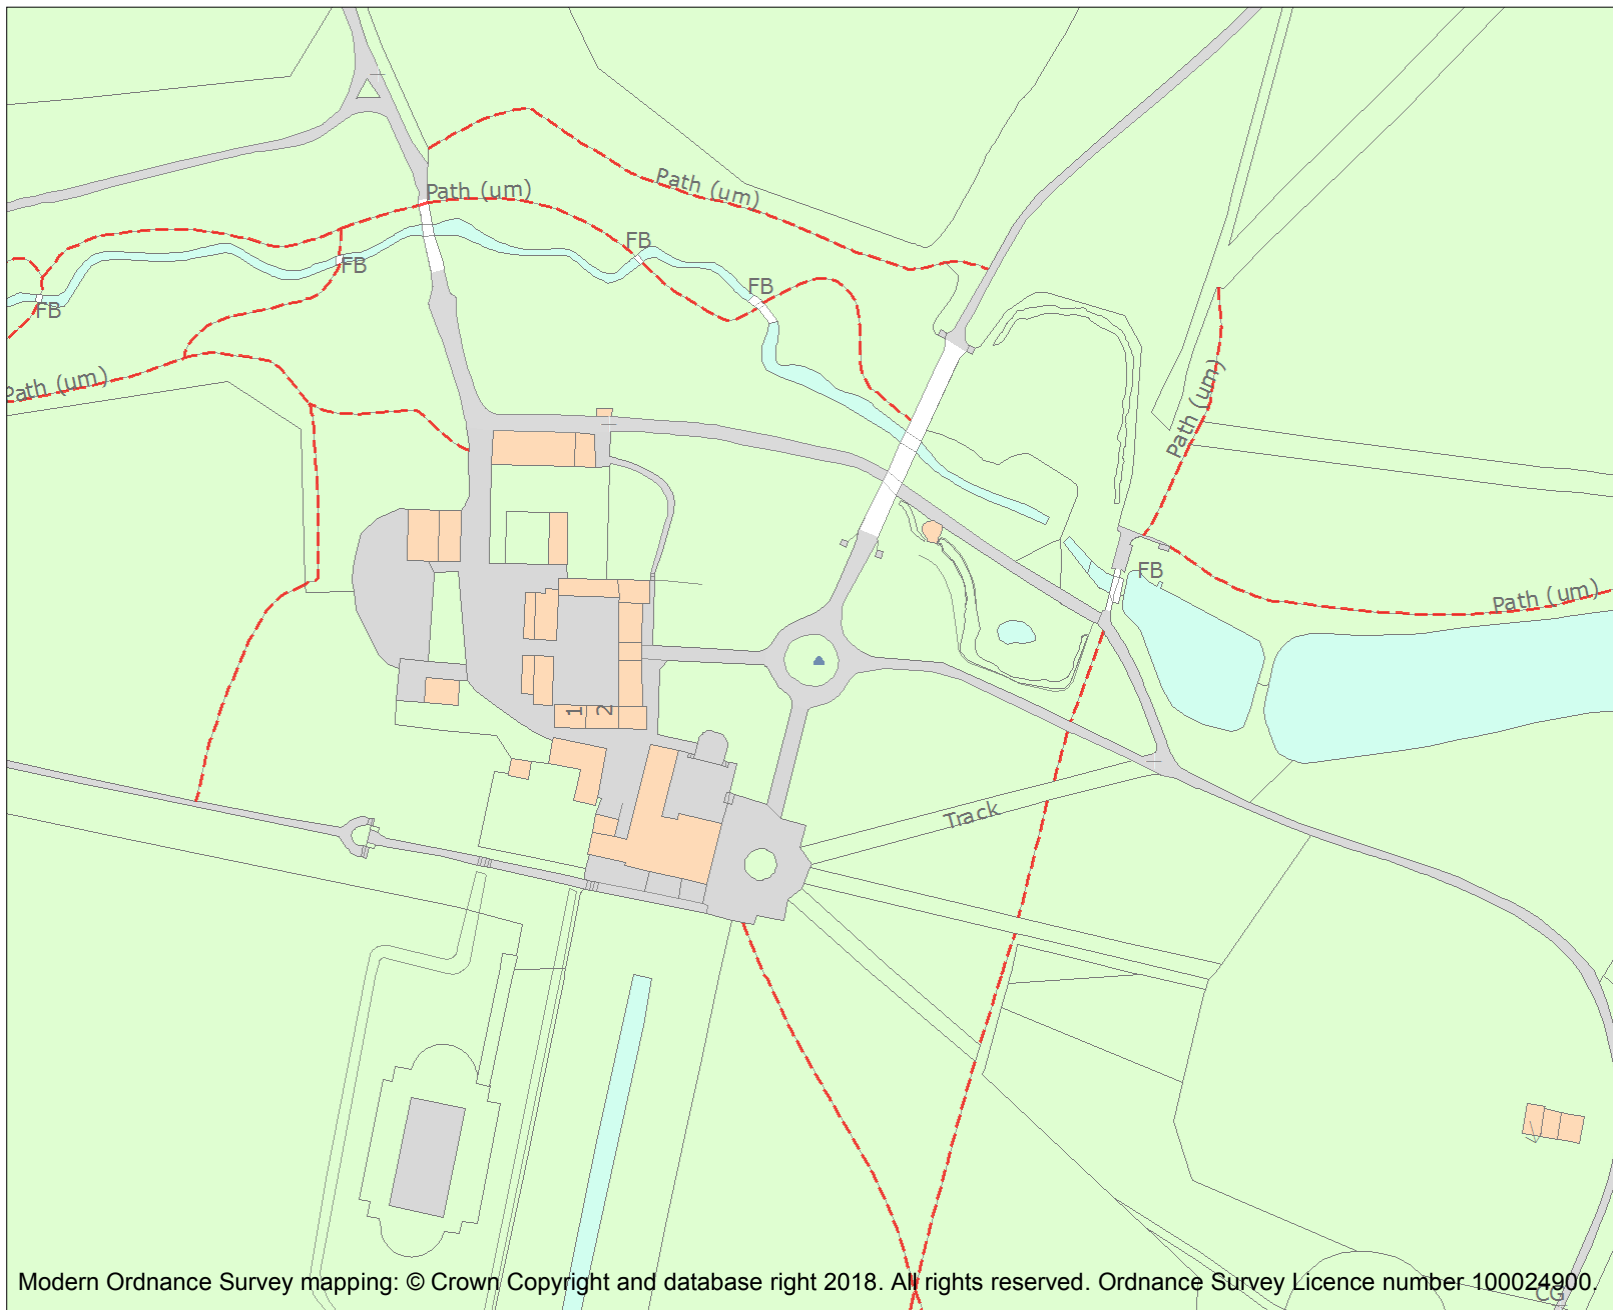 Path (um)
Path (um)
FB
FB
FB
FB
Path (um)
Path (um)
FB
Path (um)
1
2
Track
Modern Ordnance Survey mapping: © Crown Copyright and database right 2018. All rights reserved. Ordnance Survey Licence number 100024900.
CG